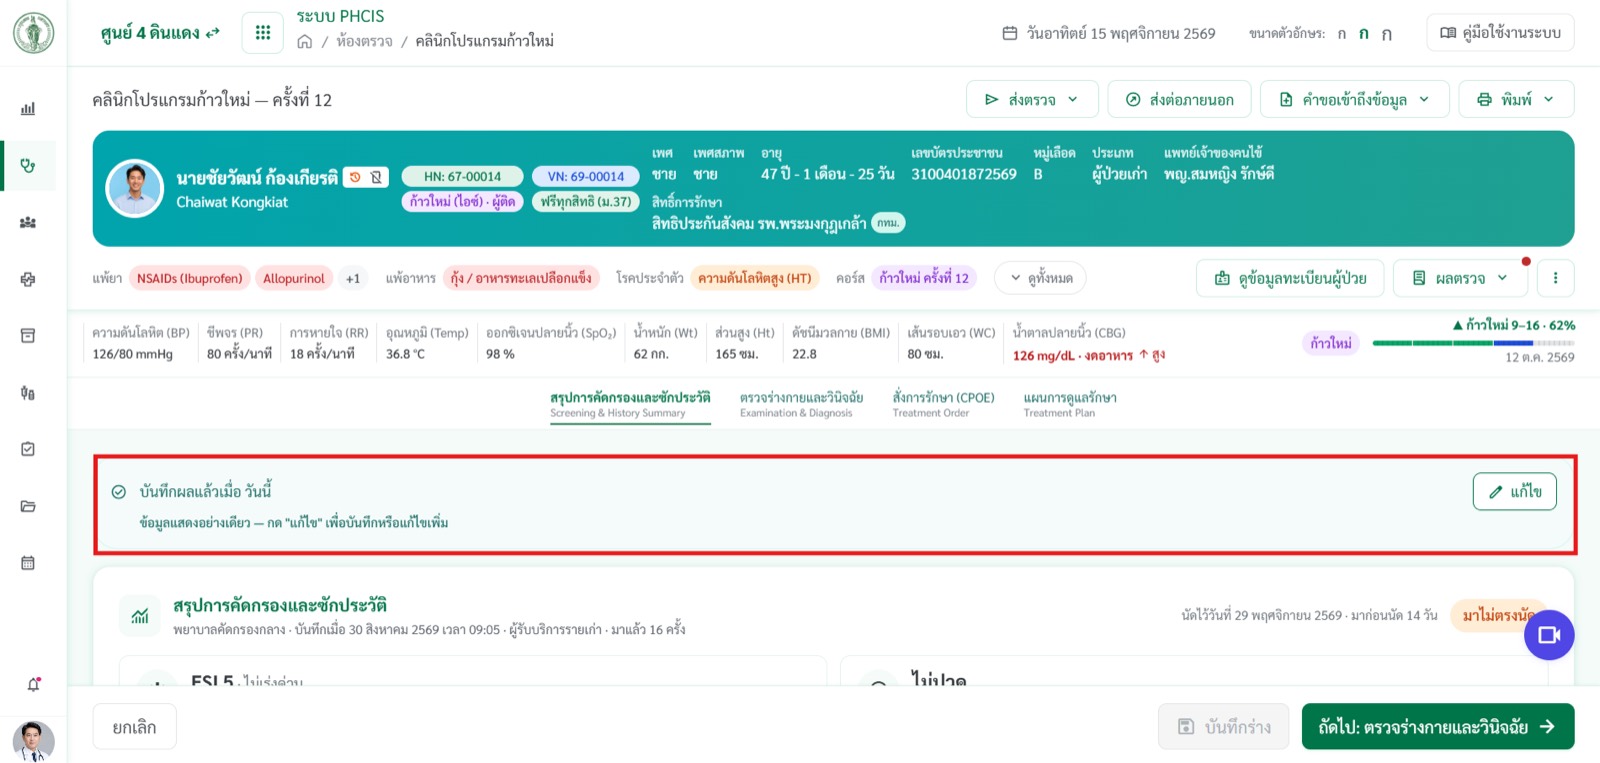 ศูนย์ 4 ดินแดง
ระบบ PHCIS
/ ห้องตรวจ / คลินิกโปรแกรมก้าวใหม่
วันอาทิตย์ 15 พฤศจิกายน 2569
ขนาดตัวอักษร: ก ก ก
คู่มือใช้งานระบบ
คลินิกโปรแกรมก้าวใหม่ — ครั้งที่ 12
ส่งตรวจ
ส่งต่อภายนอก
คำขอเข้าถึงข้อมูล
พิมพ์
นายชัยวัฒน์ ก้องเกียรติ
Chaiwat Kongkiat
HN: 67-00014
VN: 69-00014
ก้าวใหม่ (ไอซ์) · ผู้ติด
ฟรีทุกสิทธิ (ม.37)
เพศ เพศสภาพ อายุ เลขบัตรประชาชน หมู่เลือด ประเภท แพทย์เจ้าของคนไข้
ชาย ชาย 47 ปี - 1 เดือน - 25 วัน 3100401872569 B ผู้ป่วยเก่า พญ.สมหญิง รักษ์ดี
สิทธิ์การรักษา
สิทธิประกันสังคม รพ.พระมงกุฎเกล้า กทม.
แพ้ยา NSAIDs (Ibuprofen) Allopurinol +1 แพ้อาหาร กุ้ง / อาหารทะเลเปลือกแข็ง โรคประจำตัว ความดันโลหิตสูง (HT) คอร์ส ก้าวใหม่ ครั้งที่ 12 ดูทั้งหมด
ดูข้อมูลทะเบียนผู้ป่วย
ผลตรวจ
ความดันโลหิต (BP) ชีพจร (PR) การหายใจ (RR) อุณหภูมิ (Temp) ออกซิเจนปลายนิ้ว (SpO₂) น้ำหนัก (Wt) ส่วนสูง (Ht) ดัชนีมวลกาย (BMI) เส้นรอบเอว (WC) น้ำตาลปลายนิ้ว (CBG)
126/80 mmHg 80 ครั้ง/นาที 18 ครั้ง/นาที 36.8 °C 98 % 62 กก. 165 ซม. 22.8 80 ซม. 126 mg/dL · งดอาหาร ↑ สูง
ก้าวใหม่
▲ ก้าวใหม่ 9–16 · 62%
12 ต.ค. 2569
สรุปการคัดกรองและซักประวัติ
Screening & History Summary
ตรวจร่างกายและวินิจฉัย
Examination & Diagnosis
สั่งการรักษา (CPOE)
Treatment Order
แผนการดูแลรักษา
Treatment Plan
บันทึกผลแล้วเมื่อ วันนี้
ข้อมูลแสดงอย่างเดียว — กด "แก้ไข" เพื่อบันทึกหรือแก้ไขเพิ่ม
แก้ไข
สรุปการคัดกรองและซักประวัติ
พยาบาลคัดกรองกลาง · บันทึกเมื่อ 30 สิงหาคม 2569 เวลา 09:05 · ผู้รับบริการรายเก่า · มาแล้ว 16 ครั้ง
นัดไว้วันที่ 29 พฤศจิกายน 2569 · มาก่อนนัด 14 วัน
มาไม่ตรงนัด
ESI 5 · ไม่เร่งด่วน
ไม่ปวด
ยกเลิก
บันทึกร่าง
ถัดไป: ตรวจร่างกายและวินิจฉัย →